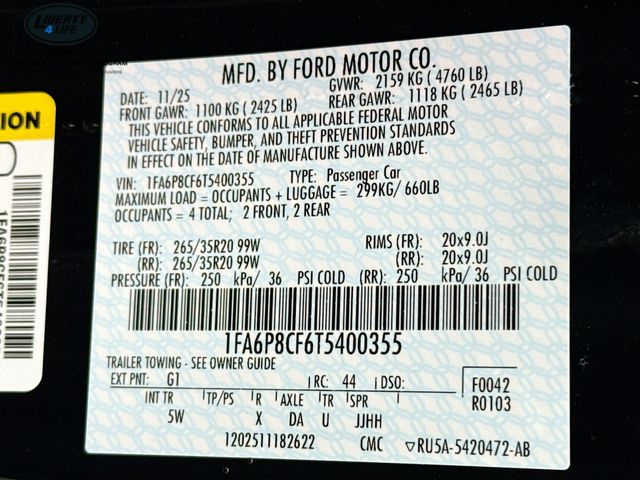 LIBERTY
4LIFE
MFD. BY FORD MOTOR CO.
DATE: 11/25 GVWR: 2159 KG ( 4760 LB)
FRONT GAWR: 1100 KG ( 2425 LB) REAR GAWR: 1118 KG ( 2465 LB)
THIS VEHICLE CONFORMS TO ALL APPLICABLE FEDERAL MOTOR
VEHICLE SAFETY, BUMPER, AND THEFT PREVENTION STANDARDS
IN EFFECT ON THE DATE OF MANUFACTURE SHOWN ABOVE.
VIN: 1FA6P8CF6T5400355 TYPE: Passenger Car
MAXIMUM LOAD = OCCUPANTS + LUGGAGE = 299KG/ 660LB
OCCUPANTS = 4 TOTAL; 2 FRONT, 2 REAR
TIRE (FR): 265/35R20 99W RIMS (FR): 20x9.0J
(RR): 265/35R20 99W (RR): 20x9.0J
PRESSURE (FR): 250 kPa/ 36 PSI COLD (RR): 250 kPa/ 36 PSI COLD
1FA6P8CF6T5400355
TRAILER TOWING - SEE OWNER GUIDE
EXT PNT: G1 RC: 44 DSO: F0042
INT TR TP/PS R AXLE TR SPR R0103
5W X DA U JJHH
1202511182622 CMC RU5A-5420472-AB